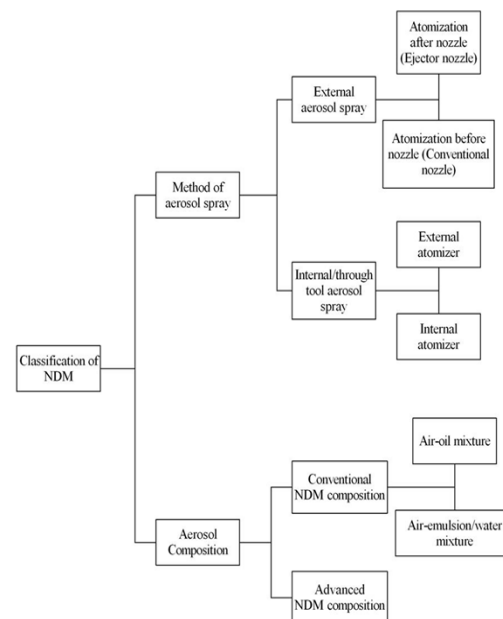 Atomization
after nozzle
(Ejector nozzle)
External
aerosol spray
Atomization before
nozzle (Conventional
nozzle)
Method of
aerosol spray
External
atomizer
Internal/through
tool aerosol
spray
Internal
atomizer
Classification of
NDM
Air-oil mixture
Conventional
NDM composition
Air-emulsion/water
mixture
Aerosol
Composition
Advanced
NDM composition